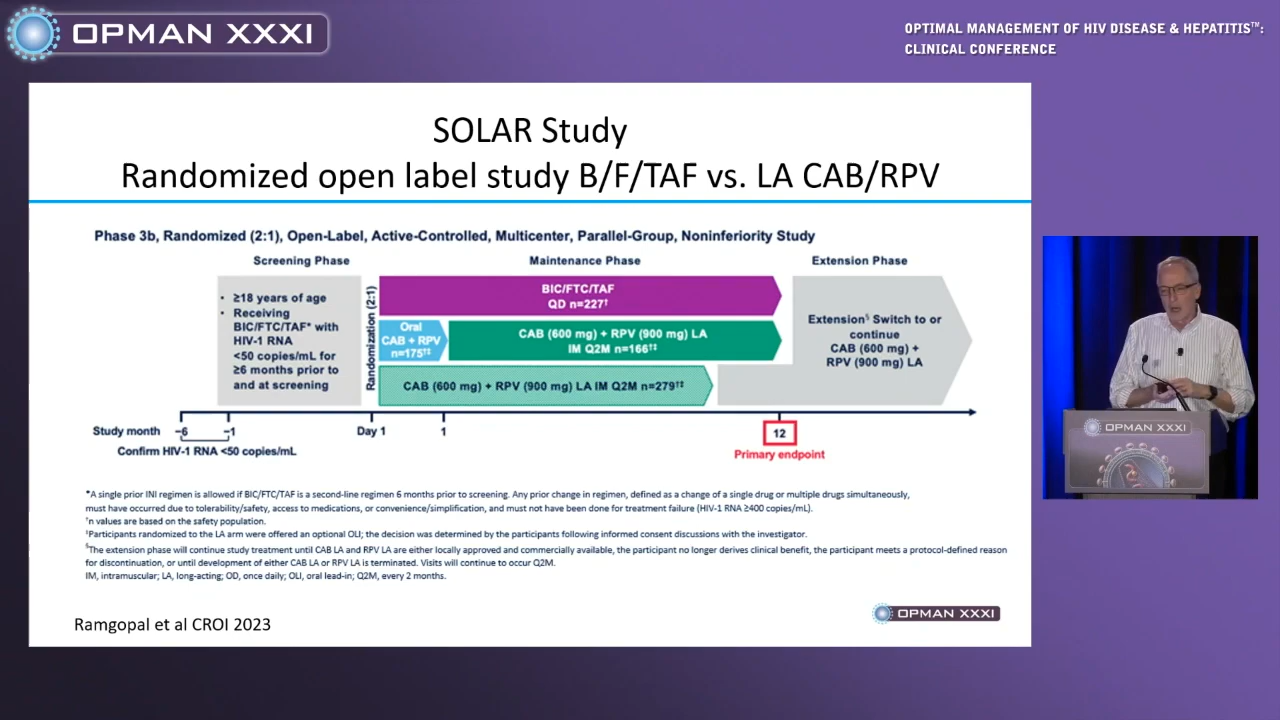 OPMAN XXXI
OPTIMAL MANAGEMENT OF HIV DISEASE & HEPATITIS™:
CLINICAL CONFERENCE
SOLAR Study
Randomized open label study B/F/TAF vs. LA CAB/RPV
Phase 3b, Randomized (2:1), Open-Label, Active-Controlled, Multicenter, Parallel-Group, Noninferiority Study
Screening Phase
Maintenance Phase
Extension Phase
• ≥18 years of age
• Receiving
BIC/FTC/TAF* with
HIV-1 RNA
<50 copies/mL for
≥6 months prior to
and at screening
Randomization (2:1)
BIC/FTC/TAF
QD n=227†
Oral
CAB + RPV
n=175†‡
CAB (600 mg) + RPV (900 mg) LA
IM Q2M n=166†‡
CAB (600 mg) + RPV (900 mg) LA IM Q2M n=279†‡
Extension§ Switch to or
continue
CAB (600 mg) +
RPV (900 mg) LA
Study month
−6
−1
Day 1
1
12
Confirm HIV-1 RNA <50 copies/mL
Primary endpoint
*A single prior INI regimen is allowed if BIC/FTC/TAF is a second-line regimen 6 months prior to screening. Any prior change in regimen, defined as a change of a single drug or multiple drugs simultaneously,
must have occurred due to tolerability/safety, access to medications, or convenience/simplification, and must not have been done for treatment failure (HIV-1 RNA ≥400 copies/mL).
†n values are based on the safety population.
‡Participants randomized to the LA arm were offered an optional OLI; the decision was determined by the participants following informed consent discussions with the investigator.
§The extension phase will continue study treatment until CAB LA and RPV LA are either locally approved and commercially available, the participant no longer derives clinical benefit, the participant meets a protocol-defined reason
for discontinuation, or until development of either CAB LA or RPV LA is terminated. Visits will continue to occur Q2M.
IM, intramuscular; LA, long-acting; OD, once daily; OLI, oral lead-in; Q2M, every 2 months.
Ramgopal et al CROI 2023
OPMAN XXXI
OPMAN XXXI